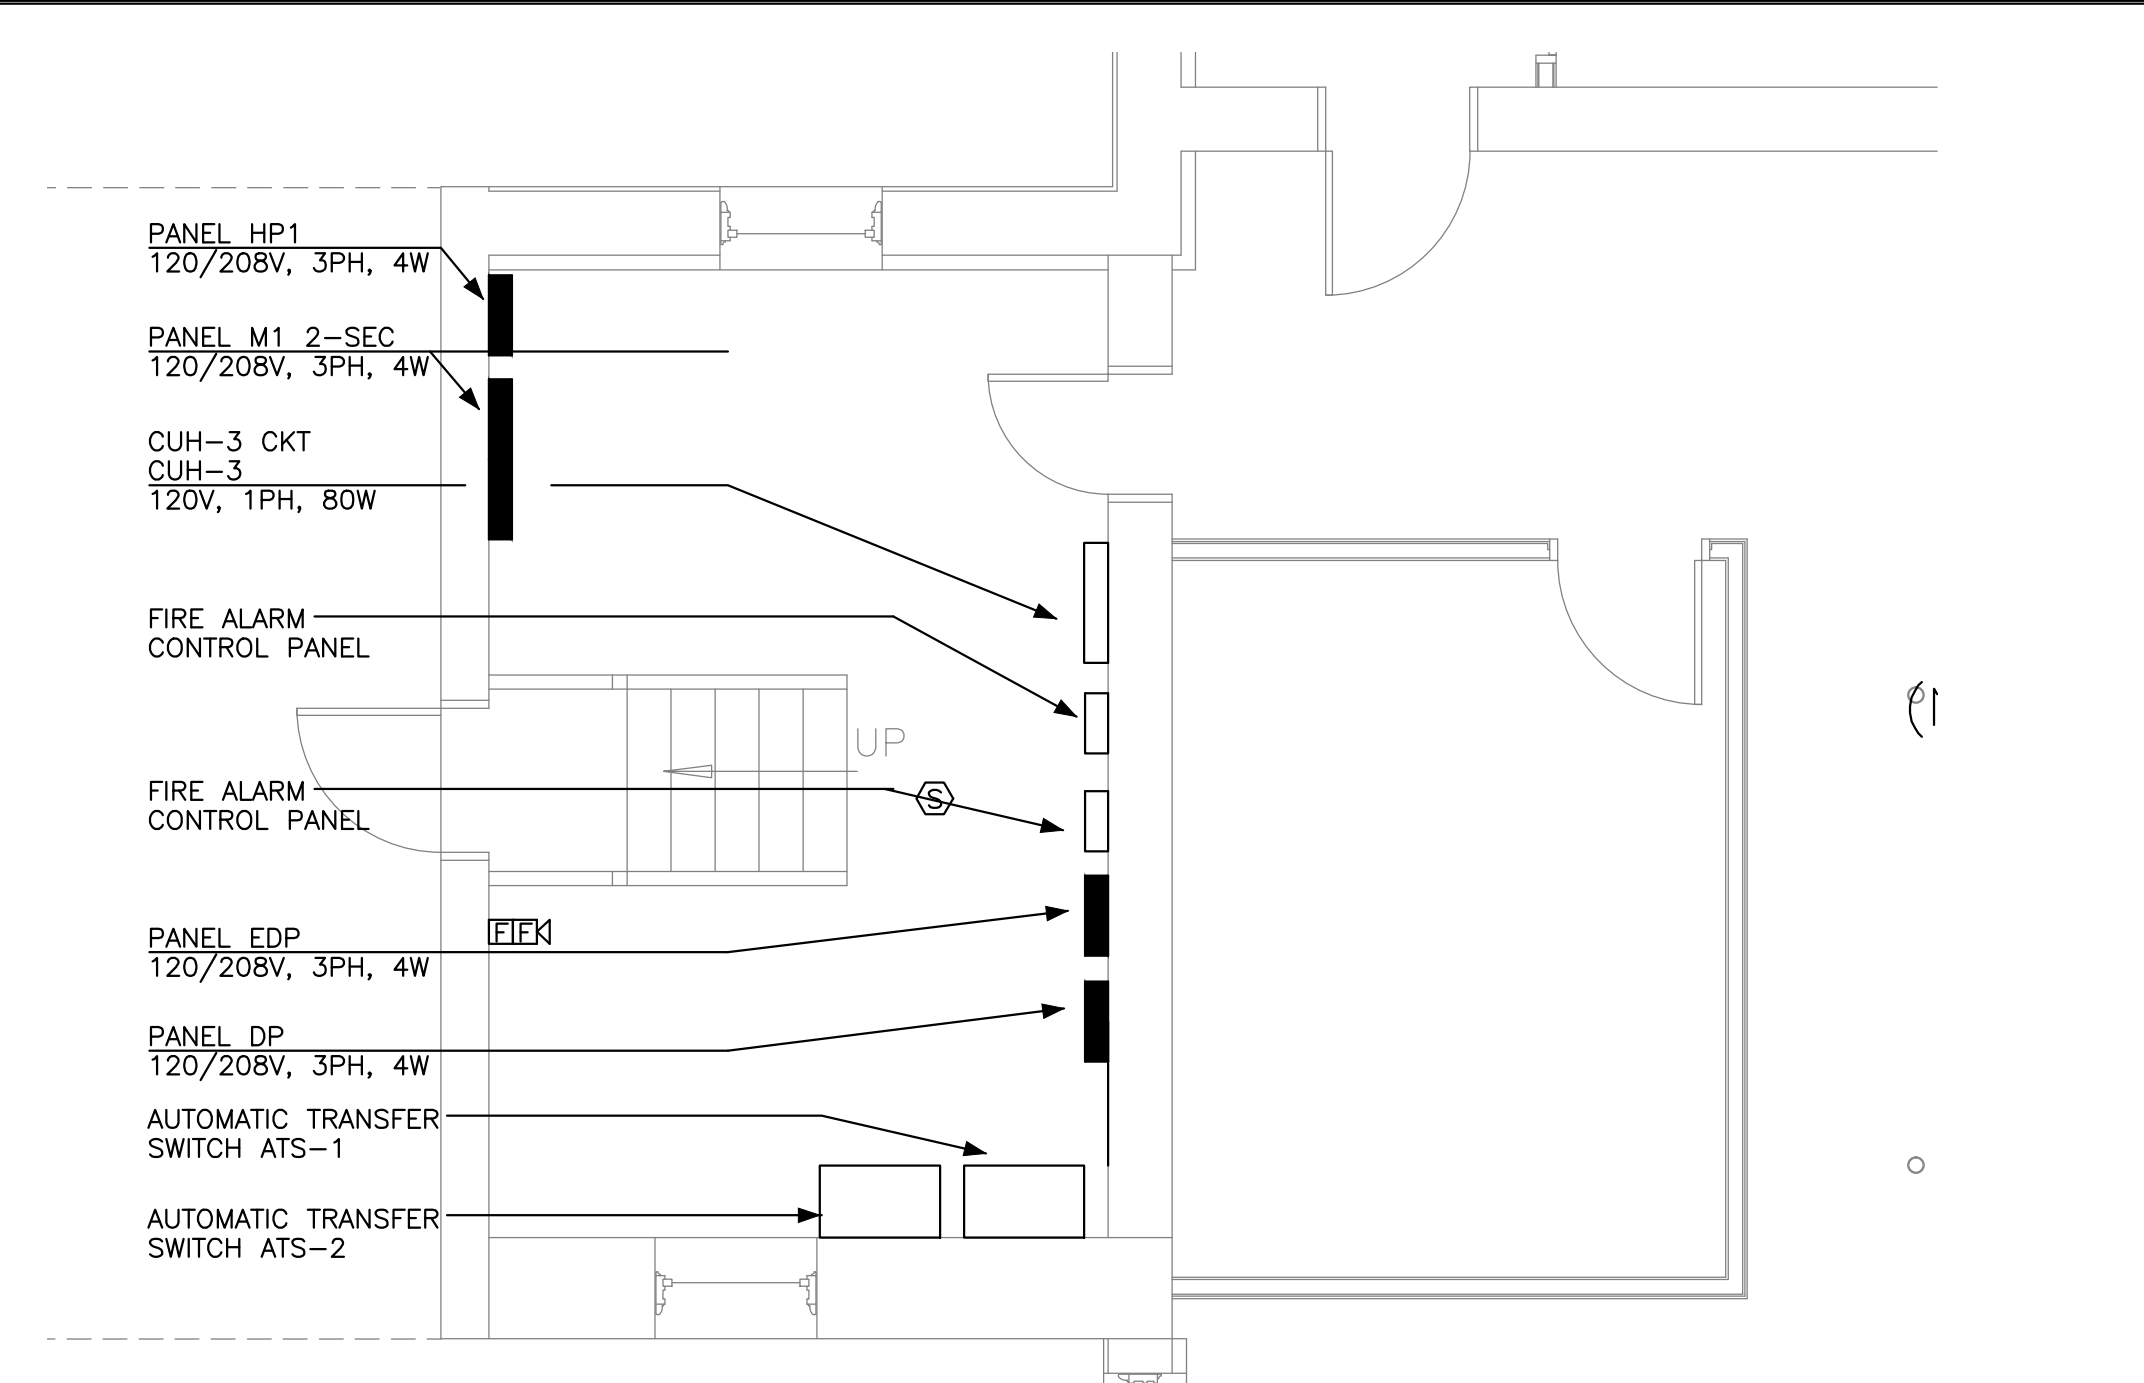 PANEL HP1
120/208V, 3PH, 4W
PANEL M1 2-SEC
120/208V, 3PH, 4W
CUH-3 CKT
CUH-3
120V, 1PH, 80W
FIRE ALARM
CONTROL PANEL
UP
(1
FIRE ALARM
CONTROL PANEL
S
F F
PANEL EDP
120/208V, 3PH, 4W
PANEL DP
120/208V, 3PH, 4W
AUTOMATIC TRANSFER
SWITCH ATS-1
AUTOMATIC TRANSFER
SWITCH ATS-2